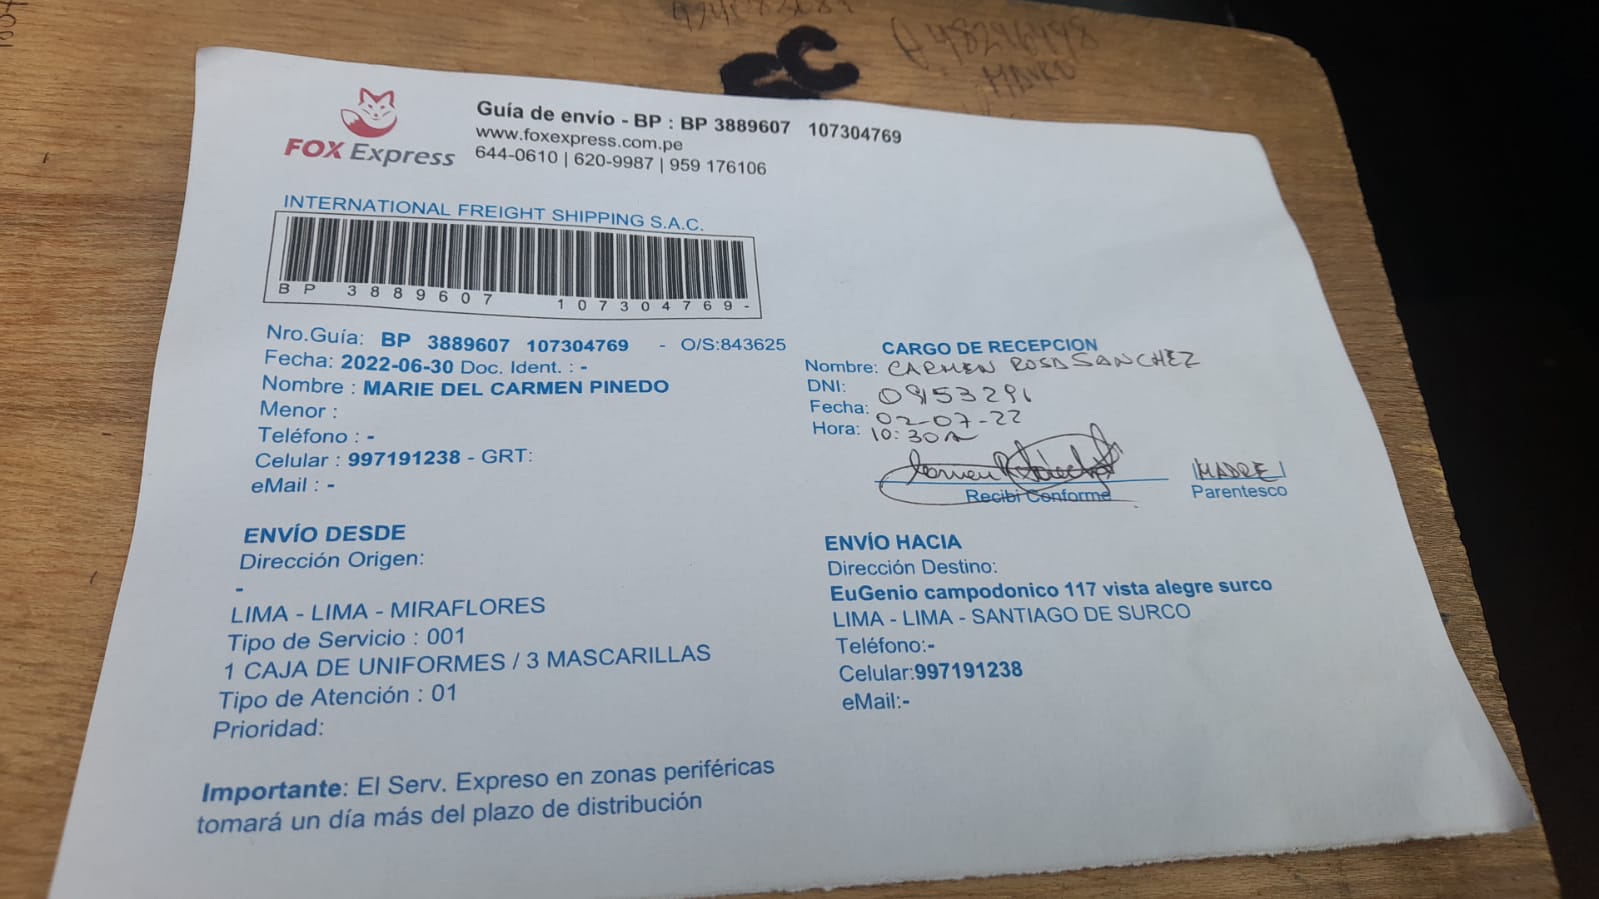 FOX Express
Guía de envío - BP : BP 3889607 107304769
www.foxexpress.com.pe
644-0610 | 620-9987 | 959 176106
INTERNATIONAL FREIGHT SHIPPING S.A.C.
BP 3889607 107304769-
Nro.Guía: BP 3889607 107304769 - O/S:843625
Fecha: 2022-06-30 Doc. Ident. : -
Nombre : MARIE DEL CARMEN PINEDO
Menor :
Teléfono : -
Celular : 997191238 - GRT:
eMail : -
CARGO DE RECEPCION
Nombre: CARMEN ROSA SANCHEZ
DNI: 09153291
Fecha: 02-07-22
Hora: 10:30A
Recibi Conforme
MADRE
Parentesco
ENVÍO DESDE
Dirección Origen:
-
LIMA - LIMA - MIRAFLORES
Tipo de Servicio : 001
1 CAJA DE UNIFORMES / 3 MASCARILLAS
Tipo de Atención : 01
Prioridad:
ENVÍO HACIA
Dirección Destino:
EuGenio campodonico 117 vista alegre surco
LIMA - LIMA - SANTIAGO DE SURCO
Teléfono:-
Celular:997191238
eMail:-
Importante: El Serv. Expreso en zonas periféricas
tomará un día más del plazo de distribución